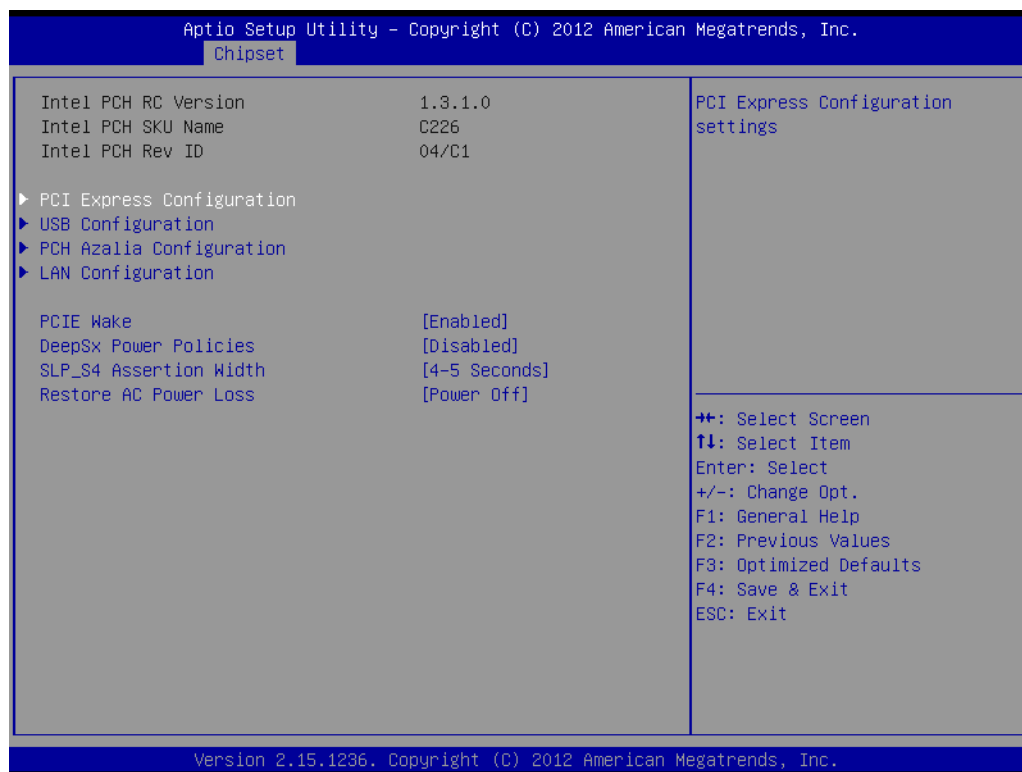 Aptio Setup Utility – Copyright (C) 2012 American Megatrends, Inc.
Chipset
Intel PCH RC Version 1.3.1.0
Intel PCH SKU Name C226
Intel PCH Rev ID 04/C1
PCI Express Configuration
USB Configuration
PCH Azalia Configuration
LAN Configuration
PCIE Wake [Enabled]
DeepSx Power Policies [Disabled]
SLP_S4 Assertion Width [4-5 Seconds]
Restore AC Power Loss [Power Off]
PCI Express Configuration
settings
→←: Select Screen
↑↓: Select Item
Enter: Select
+/-: Change Opt.
F1: General Help
F2: Previous Values
F3: Optimized Defaults
F4: Save & Exit
ESC: Exit
Version 2.15.1236. Copyright (C) 2012 American Megatrends, Inc.